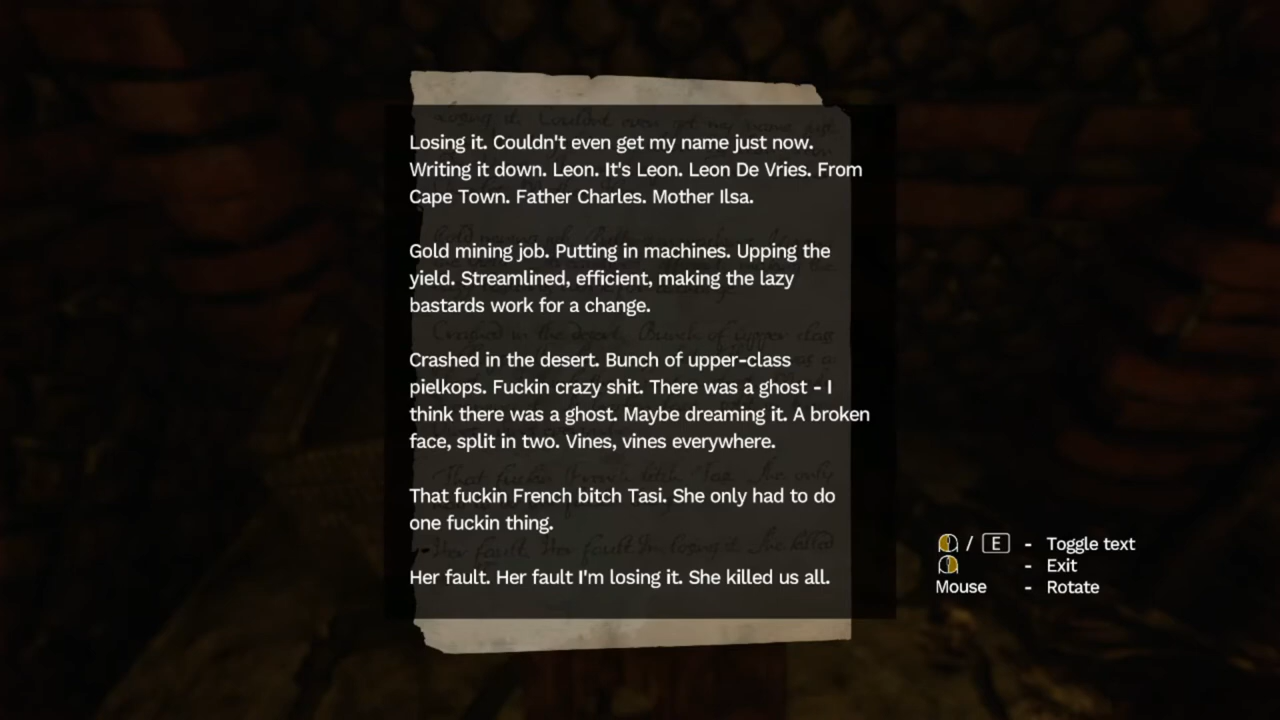 Losing it. Couldn't even get my name just now.
Writing it down. Leon. It's Leon. Leon De Vries. From
Cape Town. Father Charles. Mother Ilsa.
Gold mining job. Putting in machines. Upping the
yield. Streamlined, efficient, making the lazy
bastards work for a change.
Crashed in the desert. Bunch of upper-class
pielkops. Fuckin crazy shit. There was a ghost - I
think there was a ghost. Maybe dreaming it. A broken
face, split in two. Vines, vines everywhere.
That fuckin French bitch Tasi. She only had to do
one fuckin thing.
Her fault. Her fault I'm losing it. She killed us all.
/ E - Toggle text
- Exit
Mouse - Rotate